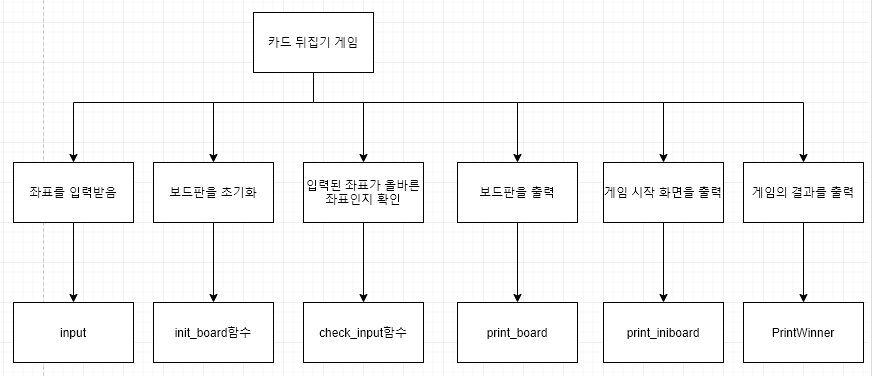 카드 뒤집기 게임
좌표를 입력받음
보드판을 초기화
입력된 좌표가 올바른
좌표인지 확인
보드판을 출력
게임 시작 화면을 출력
게임의 결과를 출력
input
init_board함수
check_input함수
print_board
print_iniboard
PrintWinner